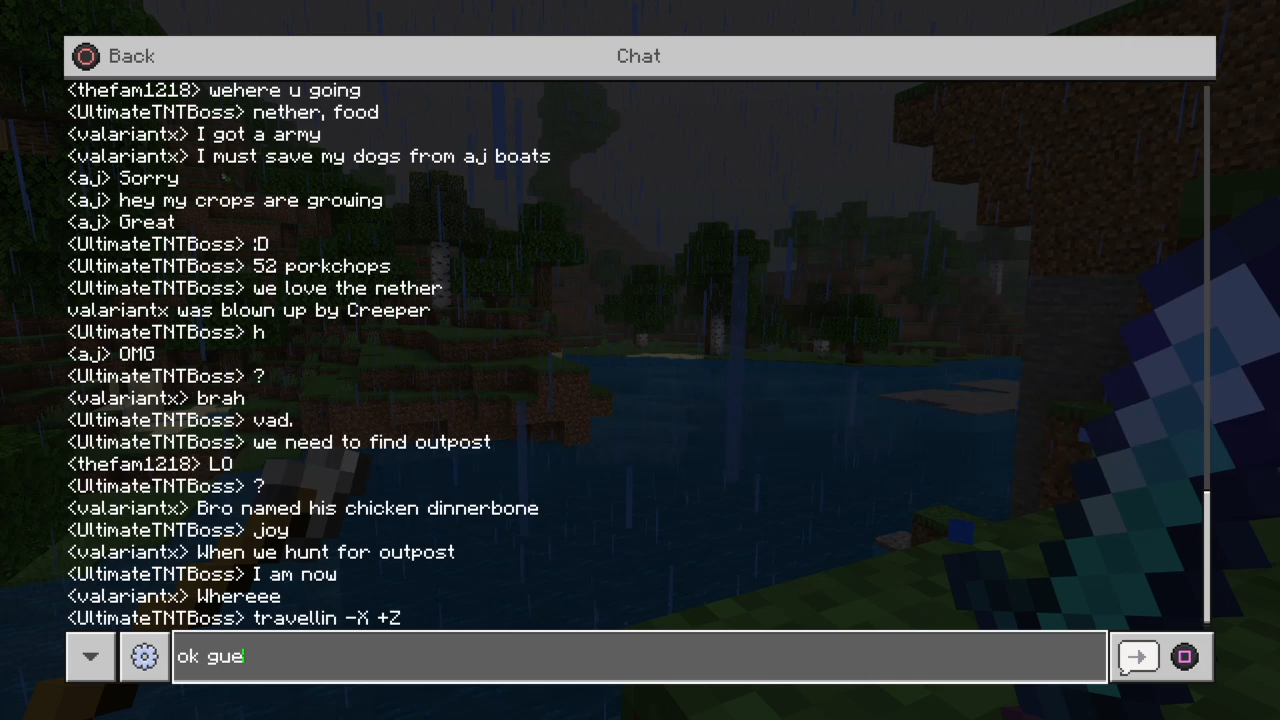 Back
Chat
<thefam1218> wehere u going
<UltimateTNTBoss> nether, food
<valariantx> I got a army
<valariantx> I must save my dogs from aj boats
<aj> Sorry
<aj> hey my crops are growing
<aj> Great
<UltimateTNTBoss> :D
<UltimateTNTBoss> 52 porkchops
<UltimateTNTBoss> we love the nether
valariantx was blown up by Creeper
<UltimateTNTBoss> h
<aj> OMG
<UltimateTNTBoss> ?
<valariantx> brah
<UltimateTNTBoss> vad.
<UltimateTNTBoss> we need to find outpost
<thefam1218> LO
<UltimateTNTBoss> ?
<valariantx> Bro named his chicken dinnerbone
<UltimateTNTBoss> joy
<valariantx> When we hunt for outpost
<UltimateTNTBoss> I am now
<valariantx> Whereee
<UltimateTNTBoss> travellin -X +Z
ok gue